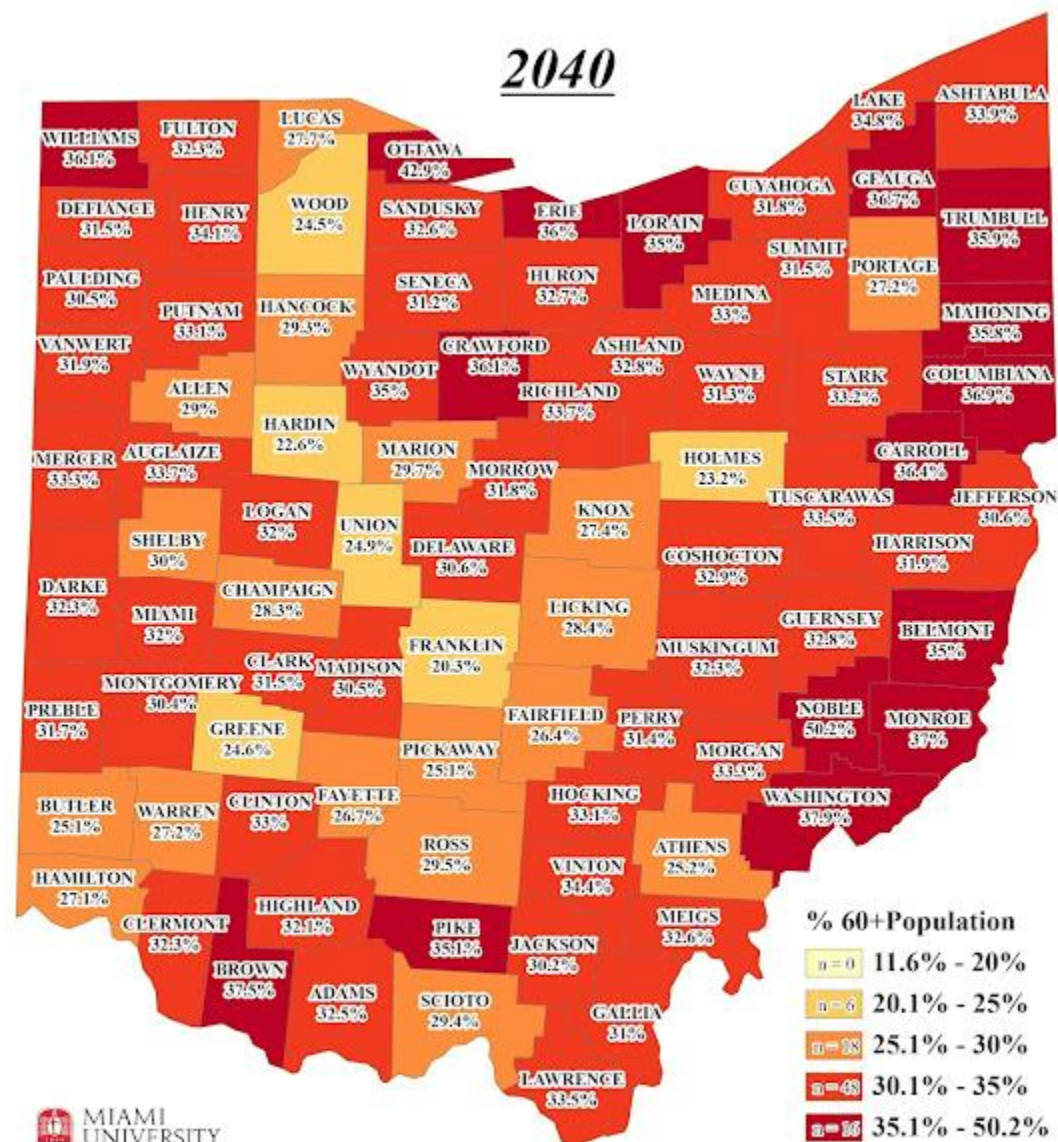 2040
LAKE
34.8%
ASHTABULA
33.9%
WILLIAMS
36.1%
FULTON
32.3%
LUCAS
27.7%
OTTAWA
42.9%
GEAUGA
36.7%
DEFIANCE
31.5%
HENRY
34.1%
WOOD
24.5%
SANDUSKY
32.6%
ERIE
36%
LORAIN
35%
CUYAHOGA
31.8%
TRUMBULL
35.9%
SUMMIT
31.5%
PORTAGE
27.2%
PAULDING
30.5%
PUTNAM
33.1%
HANCOCK
29.3%
SENECA
31.2%
HURON
32.7%
MEDINA
33%
MAHONING
35.8%
VANWERT
31.9%
ALLEN
29%
WYANDOT
35%
CRAWFORD
36.1%
RICHLAND
33.7%
ASHLAND
32.8%
WAYNE
31.3%
STARK
33.2%
COLUMBIANA
36.9%
HARDIN
22.6%
MERCER
33.3%
AUGLAIZE
33.7%
MARION
29.7%
MORROW
31.8%
HOLMES
23.2%
CARROLL
36.4%
TUSCARAWAS
33.5%
JEFFERSON
30.6%
LOGAN
32%
UNION
24.9%
KNOX
27.4%
SHELBY
30%
DELAWARE
30.6%
COSHOCTON
32.9%
HARRISON
31.9%
DARKE
32.3%
MIAMI
32%
CHAMPAIGN
28.3%
LICKING
28.4%
GUERNSEY
32.8%
BELMONT
35%
CLARK
31.5%
MADISON
30.5%
FRANKLIN
20.3%
MUSKINGUM
32.3%
MONTGOMERY
30.4%
PREBLE
31.7%
GREENE
24.6%
PICKAWAY
25.1%
FAIRFIELD
26.4%
PERRY
31.4%
MORGAN
33.3%
NOBLE
50.2%
MONROE
37%
BUTLER
25.1%
WARREN
27.2%
CLINTON
33%
FAYETTE
26.7%
HOCKING
33.1%
WASHINGTON
37.9%
ROSS
29.5%
ATHENS
25.2%
HAMILTON
27.1%
VINTON
34.4%
CLERMONT
32.3%
HIGHLAND
32.1%
PIKE
35.1%
JACKSON
30.2%
MEIGS
32.6%
BROWN
37.5%
ADAMS
32.5%
SCIOTO
29.4%
GALLIA
31%
LAWRENCE
33.5%
% 60+Population
n = 0 11.6% - 20%
n = 6 20.1% - 25%
n = 18 25.1% - 30%
n = 48 30.1% - 35%
n = 16 35.1% - 50.2%
MIAMI
UNIVERSITY